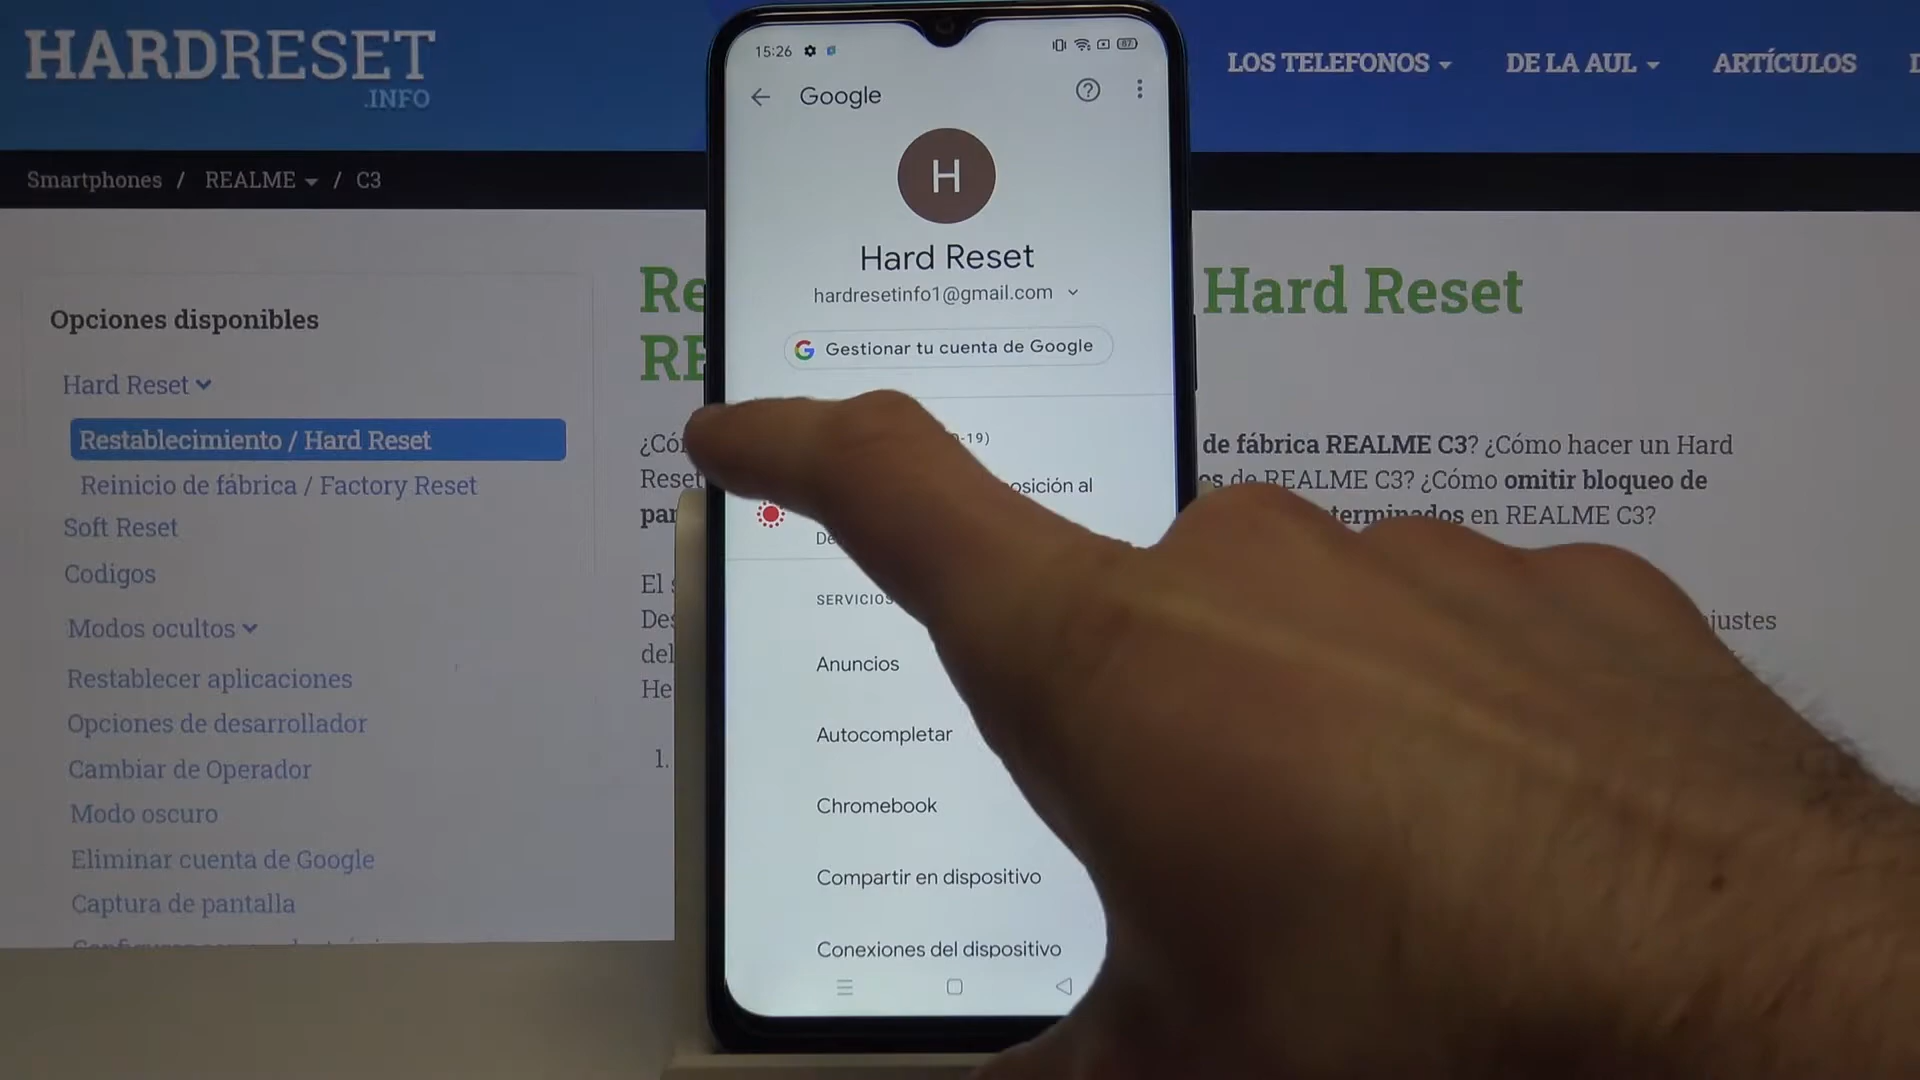 HARDRESET
.INFO
LOS TELEFONOS
DE LA AUL
ARTÍCULOS
Smartphones / REALME / C3
Opciones disponibles
Hard Reset
Restablecimiento / Hard Reset
Reinicio de fábrica / Factory Reset
Soft Reset
Codigos
Modos ocultos
Restablecer aplicaciones
Opciones de desarrollador
Cambiar de Operador
Modo oscuro
Eliminar cuenta de Google
Captura de pantalla
Hard Reset
de fábrica REALME C3? ¿Cómo hacer un Hard
Reset
de REALME C3? ¿Cómo omitir bloqueo de
en REALME C3?
El
1.
15:26
87
Google
H
Hard Reset
hardresetinfo1@gmail.com
Gestionar tu cuenta de Google
-19)
al
SERVICIOS
Anuncios
Autocompletar
Chromebook
Compartir en dispositivo
Conexiones del dispositivo